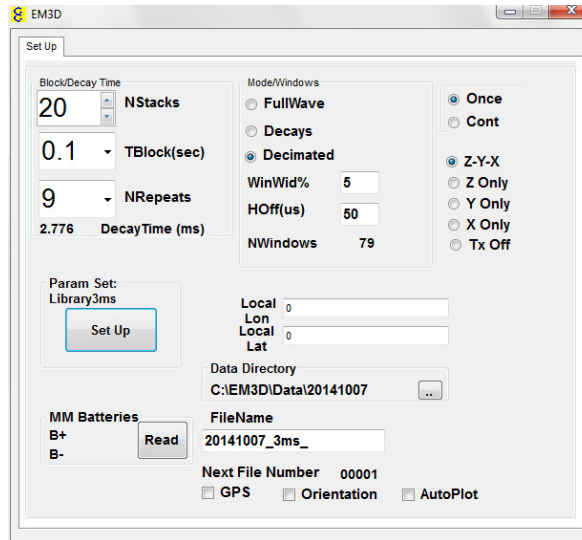 EM3D
Set Up
Block/Decay Time
20 NStacks
0.1 TBlock(sec)
9 NRepeats
2.776 DecayTime (ms)
Mode/Windows
FullWave
Decays
Decimated
WinWid% 5
HOff(us) 50
NWindows 79
Once
Cont
Z-Y-X
Z Only
Y Only
X Only
Tx Off
Param Set:
Library3ms
Set Up
Local
Lon 0
Local
Lat 0
Data Directory
C:\EM3D\Data\20141007 ..
MM Batteries
B+
B-
Read
FileName
20141007_3ms_
Next File Number 00001
GPS Orientation AutoPlot